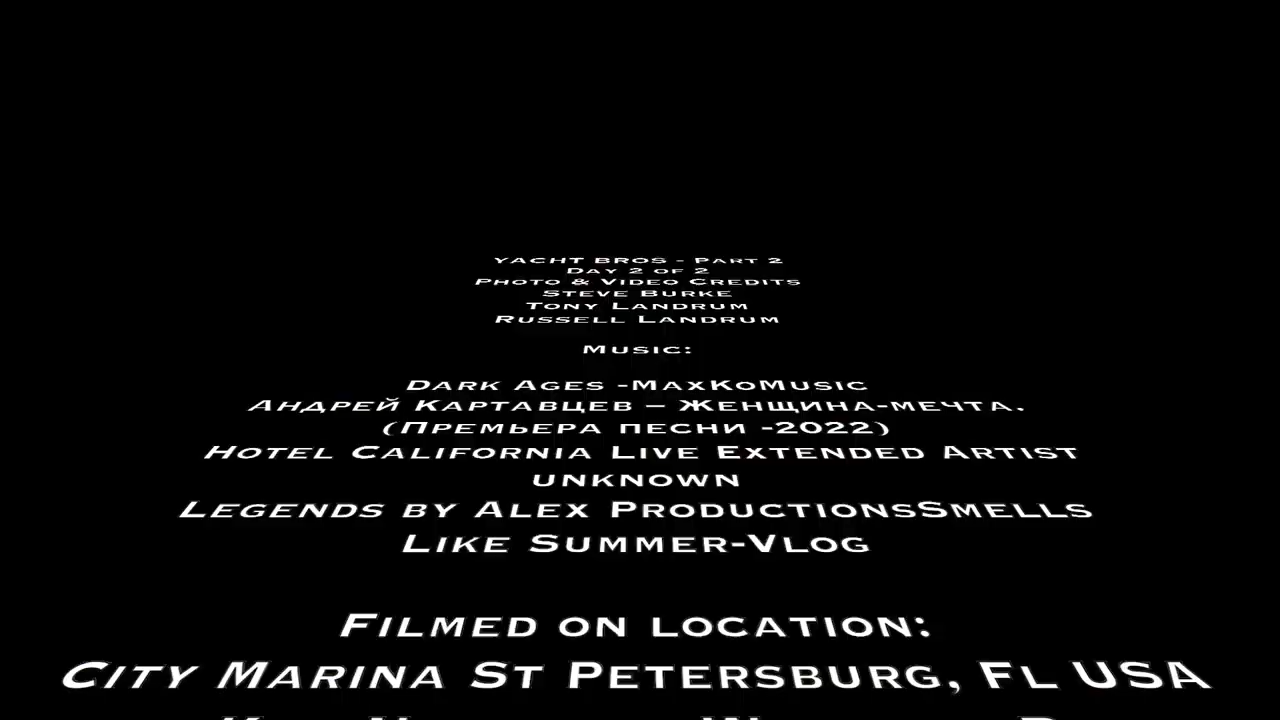 YACHT BROS - Part 2
Day 2 of 2
Photo & Video Credits
Steve Burke
Tony Landrum
Russell Landrum
Music:
Dark Ages -MaxKoMusic
Андрей Картавцев – Женщина-мечта.
(Премьера песни -2022)
Hotel California Live Extended Artist
unknown
Legends by Alex ProductionsSmells
Like Summer-Vlog
Filmed on location:
City Marina St Petersburg, Fl USA